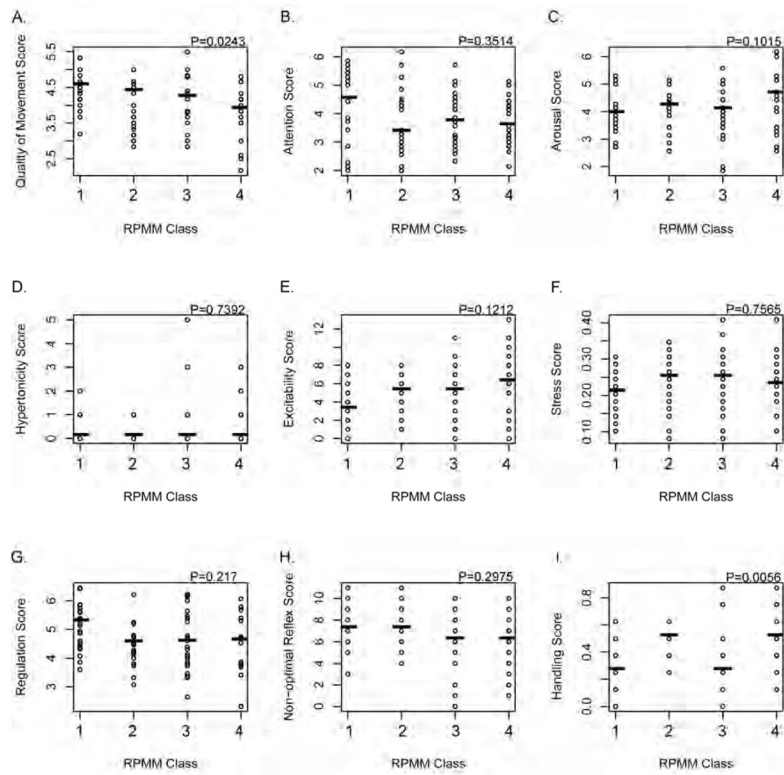 A.
P=0.0243
Quality of Movement Score
5.5
4.5
3.5
2.5
1 2 3 4
RPMM Class
B.
P=0.3514
Attention Score
6
5
4
3
2
1 2 3 4
RPMM Class
C.
P=0.1015
Arousal Score
6
5
4
3
2
1 2 3 4
RPMM Class
D.
P=0.7392
Hypertonicity Score
5
4
3
2
1
0
1 2 3 4
RPMM Class
E.
P=0.1212
Excitability Score
12
8
6
4
2
0
1 2 3 4
RPMM Class
F.
P=0.7565
Stress Score
0.40
0.30
0.20
0.10
1 2 3 4
RPMM Class
G.
P=0.217
Regulation Score
6
5
4
3
1 2 3 4
RPMM Class
H.
P=0.2975
Non-optimal Reflex Score
10
8
6
4
2
0
1 2 3 4
RPMM Class
I.
P=0.0056
Handling Score
0.8
0.4
0.0
1 2 3 4
RPMM Class